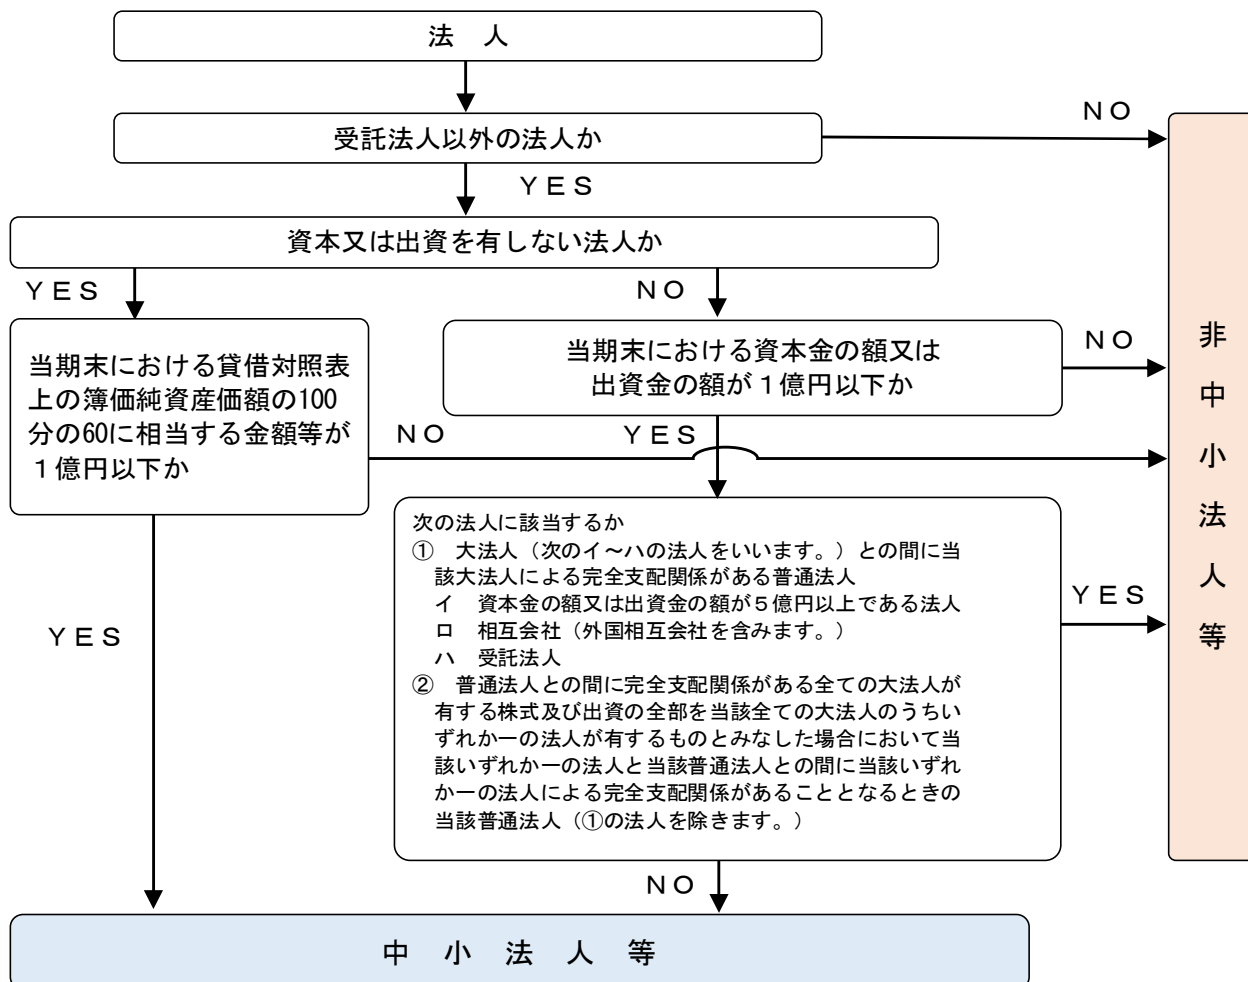 法　人
受託法人以外の法人か
ＮＯ
ＹＥＳ
資本又は出資を有しない法人か
ＹＥＳ
ＮＯ
当期末における貸借対照表
上の簿価純資産価額の100
分の60に相当する金額等が
１億円以下か
当期末における資本金の額又は
出資金の額が１億円以下か
ＮＯ
ＮＯ
ＹＥＳ
次の法人に該当するか
①　大法人（次のイ～ハの法人をいいます。）との間に当
該大法人による完全支配関係がある普通法人
イ　資本金の額又は出資金の額が５億円以上である法人
ロ　相互会社（外国相互会社を含みます。）
ハ　受託法人
②　普通法人との間に完全支配関係がある全ての大法人が
有する株式及び出資の全部を当該全ての大法人のうちい
ずれか一の法人が有するものとみなした場合において当
該いずれか一の法人と当該普通法人との間に当該いずれ
か一の法人による完全支配関係があることとなるときの
当該普通法人（①の法人を除きます。）
ＹＥＳ
ＹＥＳ
ＮＯ
非中小法人等
中　小　法　人　等